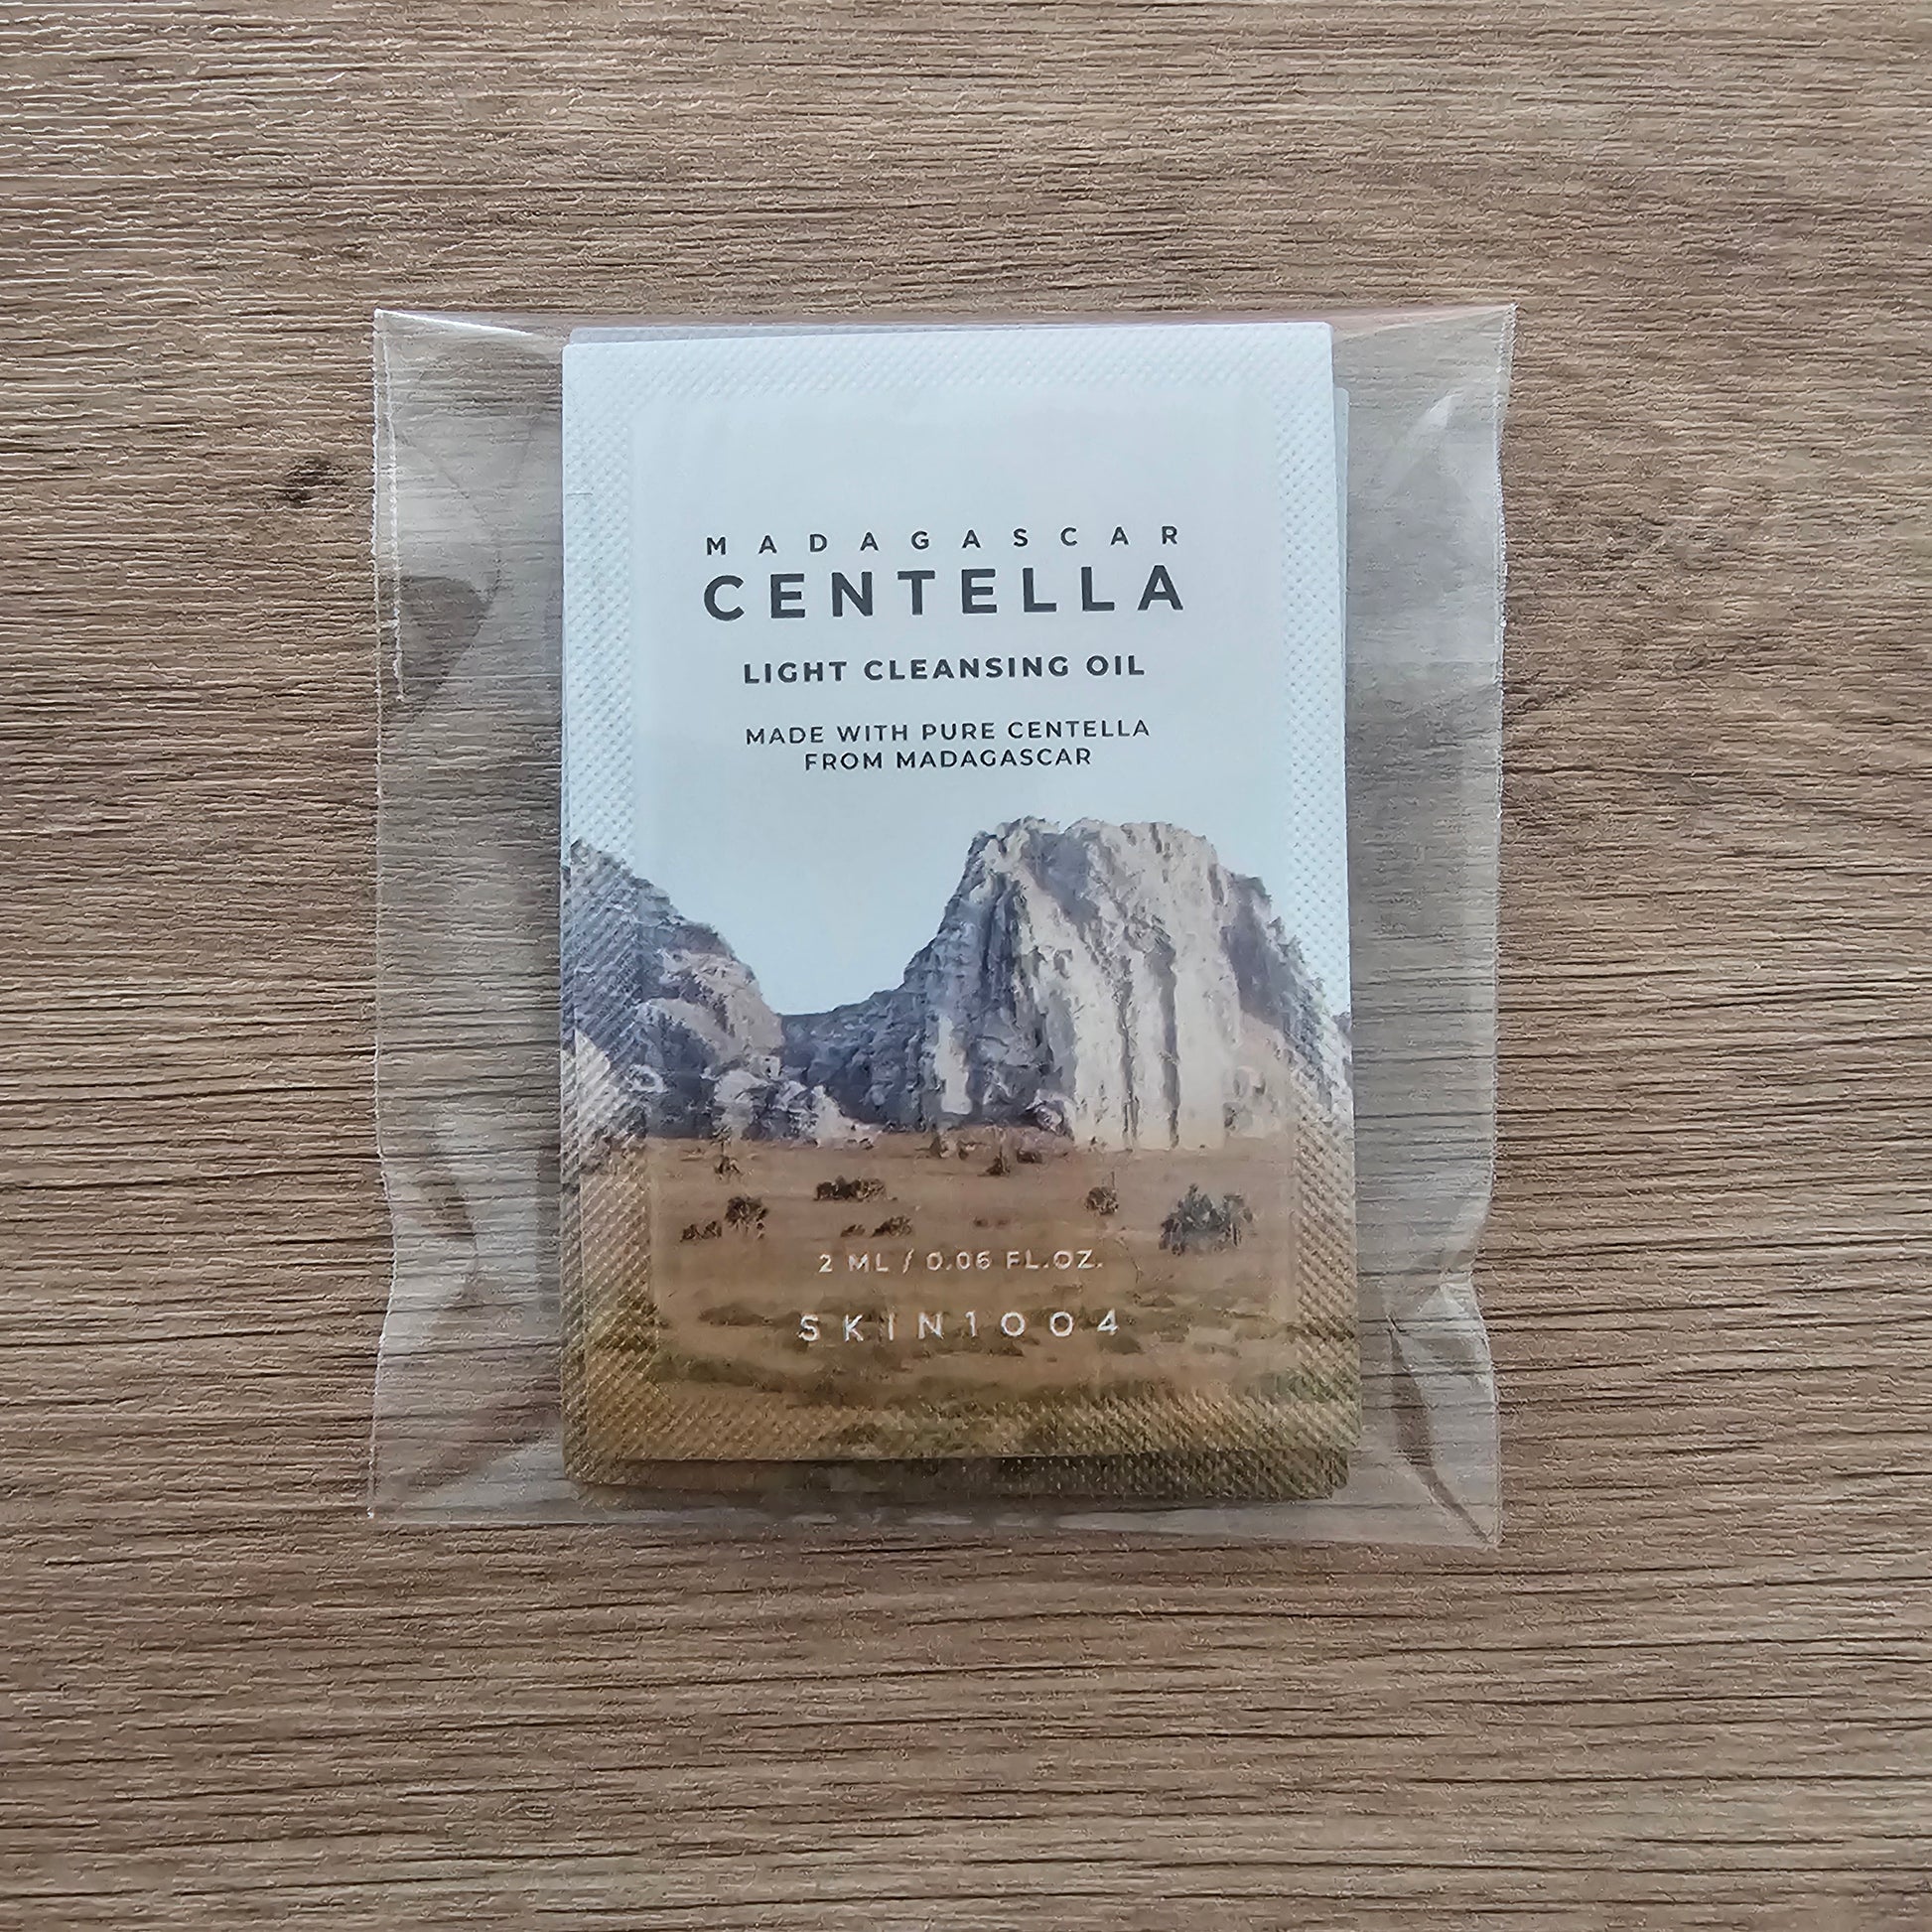 MADAGASCAR
CENTELLA
LIGHT CLEANSING OIL
MADE WITH PURE CENTELLA
FROM MADAGASCAR
2 ML / 0.06 FL.OZ.
SKIN1004